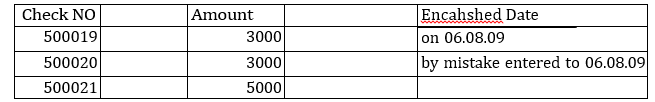 Check NO Amount Encahshed Date
500019 3000 on 06.08.09
500020 3000 by mistake entered to 06.08.09
500021 5000